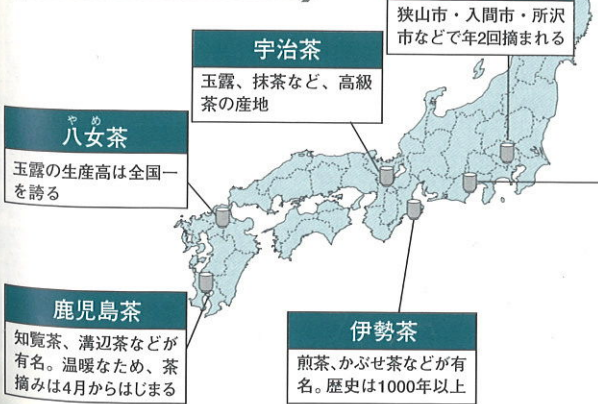 狭山市・入間市・所沢
市などで年2回摘まれる
宇治茶
玉露、抹茶など、高級
茶の産地
やめ
八女茶
玉露の生産高は全国一
を誇る
鹿児島茶
知覧茶、溝辺茶などが
有名。温暖なため、茶
摘みは4月からはじまる
伊勢茶
煎茶、かぶせ茶などが有
名。歴史は1000年以上